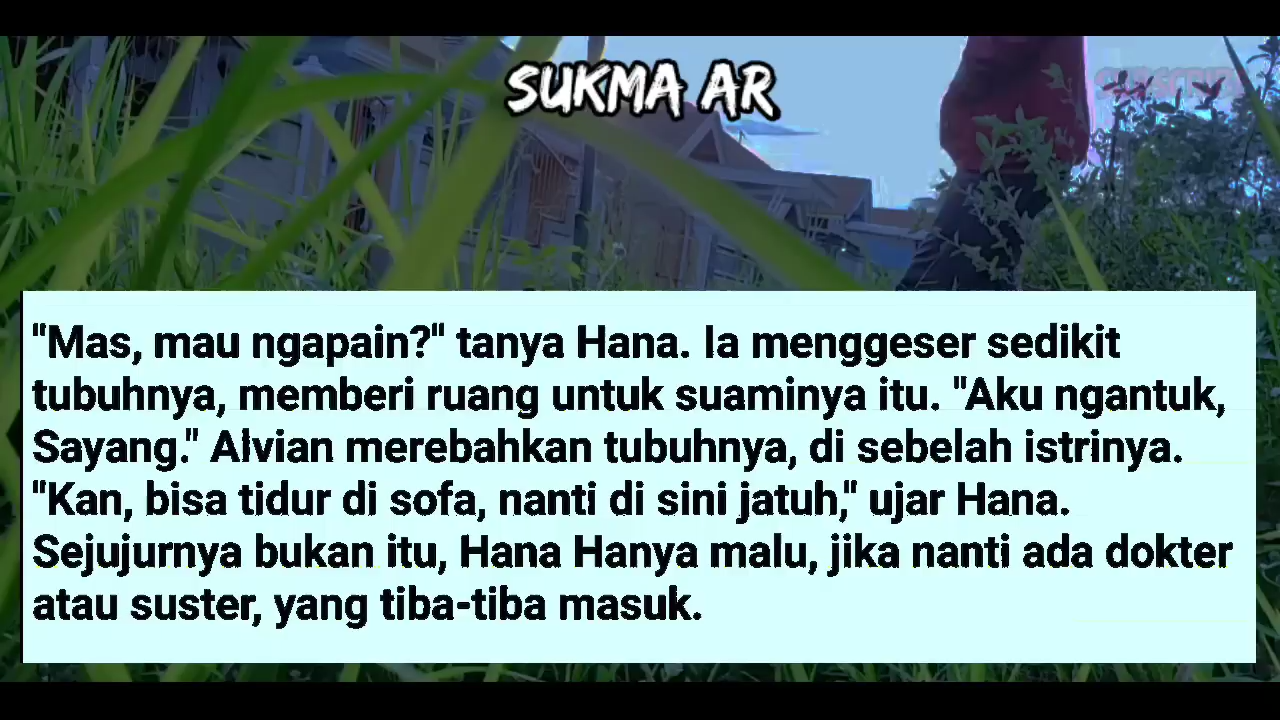 SUKMA AR
SUBSCRIBE
"Mas, mau ngapain?" tanya Hana. Ia menggeser sedikit
tubuhnya, memberi ruang untuk suaminya itu. "Aku ngantuk,
Sayang." Alvian merebahkan tubuhnya, di sebelah istrinya.
"Kan, bisa tidur di sofa, nanti di sini jatuh," ujar Hana.
Sejujurnya bukan itu, Hana Hanya malu, jika nanti ada dokter
atau suster, yang tiba-tiba masuk.